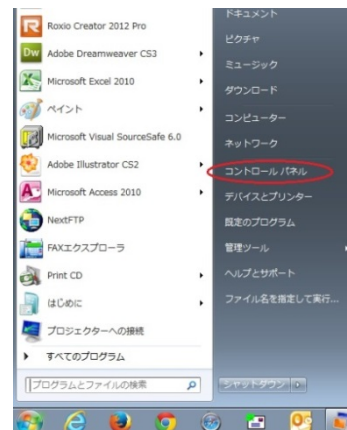 Roxio Creator 2012 Pro
Adobe Dreamweaver CS3
Microsoft Excel 2010
ペイント
Microsoft Visual SourceSafe 6.0
Adobe Illustrator CS2
Microsoft Access 2010
NextFTP
FAXエクスプローラ
Print CD
はじめに
プロジェクターへの接続
すべてのプログラム
プログラムとファイルの検索
ドキュメント
ピクチャ
ミュージック
ダウンロード
コンピューター
ネットワーク
コントロール パネル
デバイスとプリンター
既定のプログラム
管理ツール
ヘルプとサポート
ファイル名を指定して実行...
シャットダウン